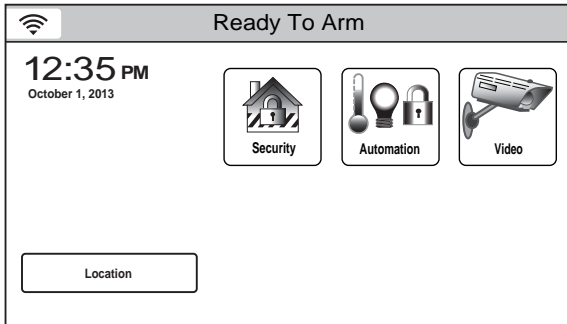 Ready To Arm
12:35 PM
October 1, 2013
Security
Automation
Video
Location